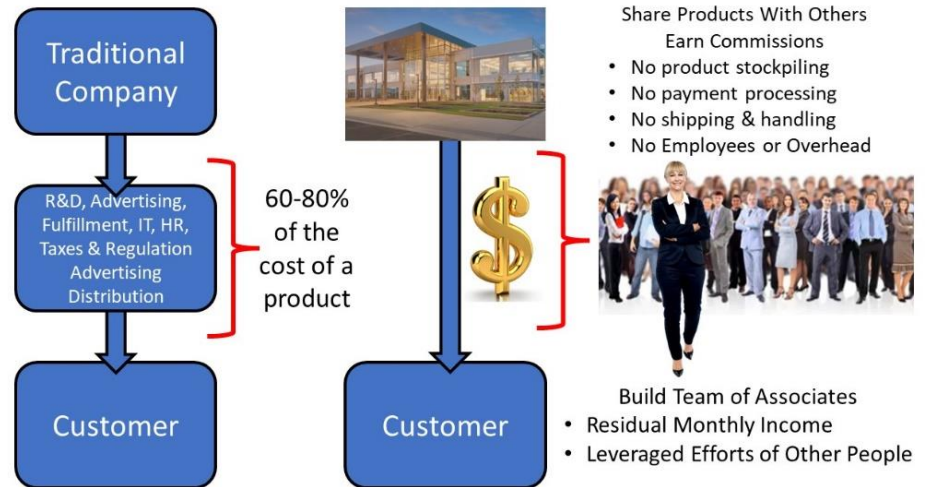 Traditional
Company
R&D, Advertising,
Fulfillment, IT, HR,
Taxes & Regulation
Advertising
Distribution
Customer
60-80%
of the
cost of a
product
Customer
Share Products With Others
Earn Commissions
• No product stockpiling
• No payment processing
• No shipping & handling
• No Employees or Overhead
Build Team of Associates
• Residual Monthly Income
• Leveraged Efforts of Other People